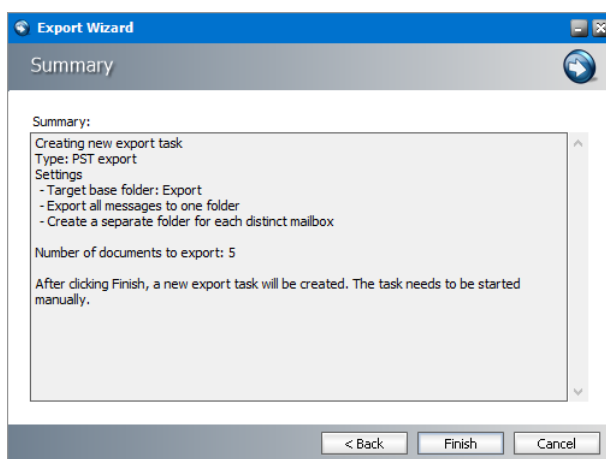 Export Wizard
Summary
Summary:
Creating new export task
Type: PST export
Settings
- Target base folder: Export
- Export all messages to one folder
- Create a separate folder for each distinct mailbox
Number of documents to export: 5
After clicking Finish, a new export task will be created. The task needs to be started
manually.
< Back
Finish
Cancel